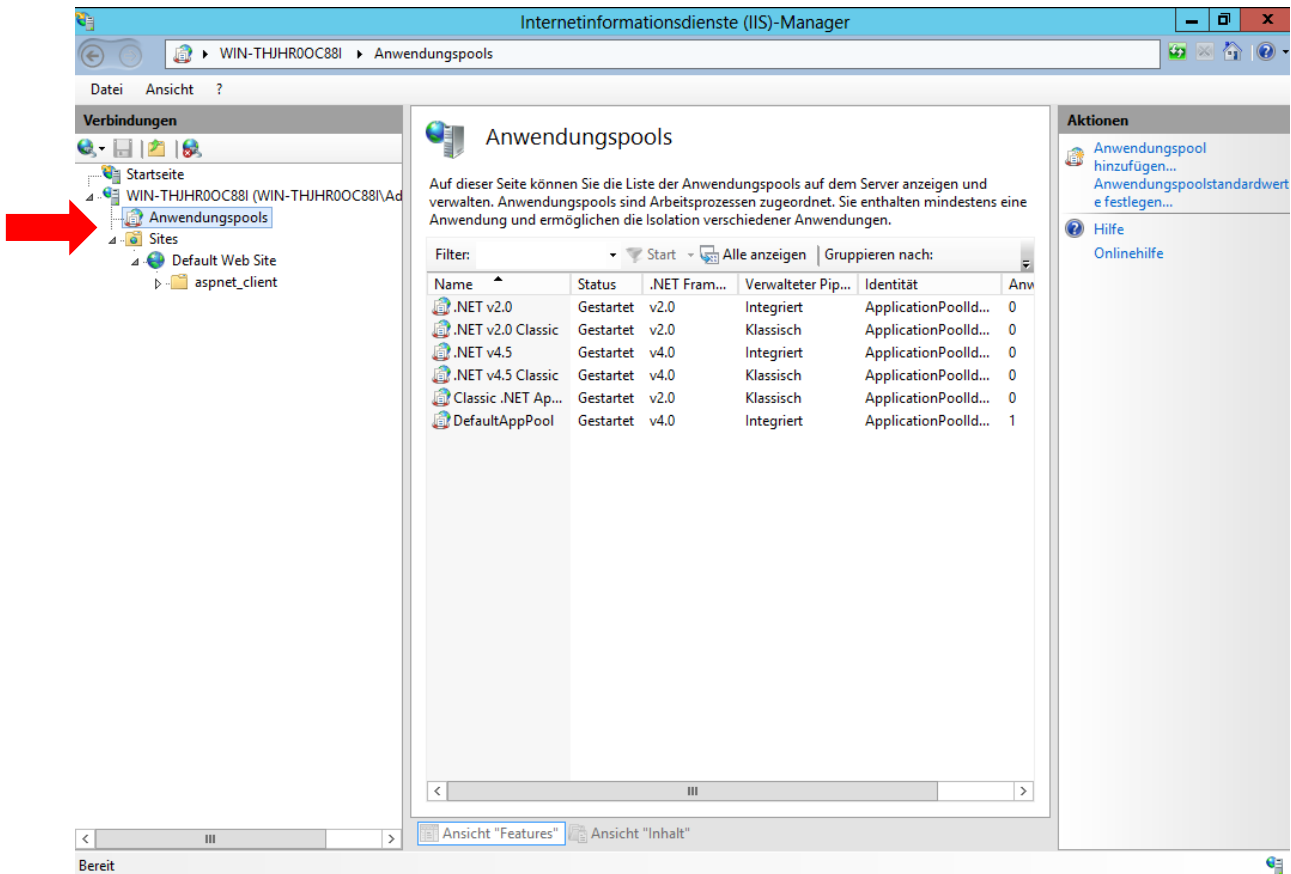 Internetinformationsdienste (IIS)-Manager
WIN-THJHR0OC88I ▸ Anwendungspools
Datei Ansicht ?
Verbindungen
Startseite
WIN-THJHR0OC88I (WIN-THJHR0OC88I\Ad
Anwendungspools
Sites
Default Web Site
aspnet_client
Anwendungspools
Auf dieser Seite können Sie die Liste der Anwendungspools auf dem Server anzeigen und
verwalten. Anwendungspools sind Arbeitsprozessen zugeordnet. Sie enthalten mindestens eine
Anwendung und ermöglichen die Isolation verschiedener Anwendungen.
Filter: Start Alle anzeigen Gruppieren nach:
Name Status .NET Fram... Verwalteter Pip... Identität Anw
.NET v2.0 Gestartet v2.0 Integriert ApplicationPoolId... 0
.NET v2.0 Classic Gestartet v2.0 Klassisch ApplicationPoolId... 0
.NET v4.5 Gestartet v4.0 Integriert ApplicationPoolId... 0
.NET v4.5 Classic Gestartet v4.0 Klassisch ApplicationPoolId... 0
Classic .NET Ap... Gestartet v2.0 Klassisch ApplicationPoolId... 0
DefaultAppPool Gestartet v4.0 Integriert ApplicationPoolId... 1
Ansicht "Features" Ansicht "Inhalt"
Aktionen
Anwendungspool
hinzufügen...
Anwendungspoolstandardwert
e festlegen...
Hilfe
Onlinehilfe
Bereit